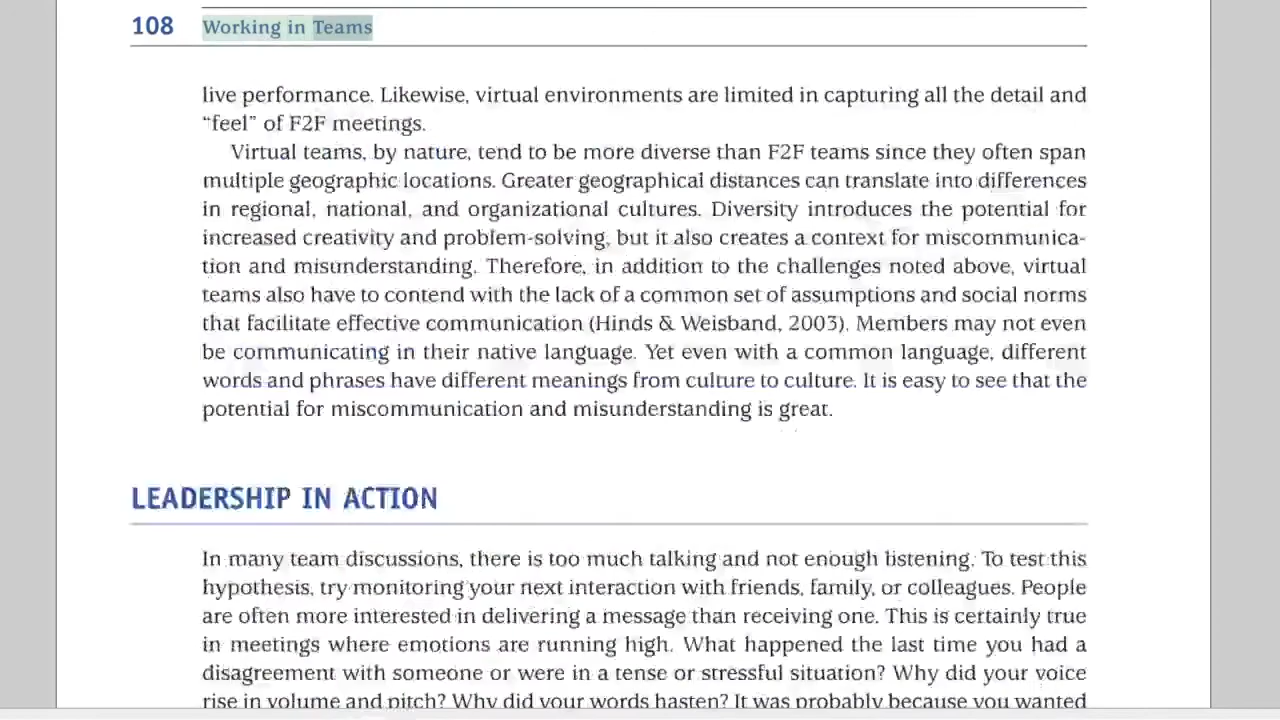 108 Working in Teams
live performance. Likewise, virtual environments are limited in capturing all the detail and
“feel” of F2F meetings.
Virtual teams, by nature, tend to be more diverse than F2F teams since they often span
multiple geographic locations. Greater geographical distances can translate into differences
in regional, national, and organizational cultures. Diversity introduces the potential for
increased creativity and problem-solving, but it also creates a context for miscommunica-
tion and misunderstanding. Therefore, in addition to the challenges noted above, virtual
teams also have to contend with the lack of a common set of assumptions and social norms
that facilitate effective communication (Hinds & Weisband, 2003). Members may not even
be communicating in their native language. Yet even with a common language, different
words and phrases have different meanings from culture to culture. It is easy to see that the
potential for miscommunication and misunderstanding is great.
LEADERSHIP IN ACTION
In many team discussions, there is too much talking and not enough listening. To test this
hypothesis, try monitoring your next interaction with friends, family, or colleagues. People
are often more interested in delivering a message than receiving one. This is certainly true
in meetings where emotions are running high. What happened the last time you had a
disagreement with someone or were in a tense or stressful situation? Why did your voice
rise in volume and pitch? Why did your words hasten? It was probably because you wanted